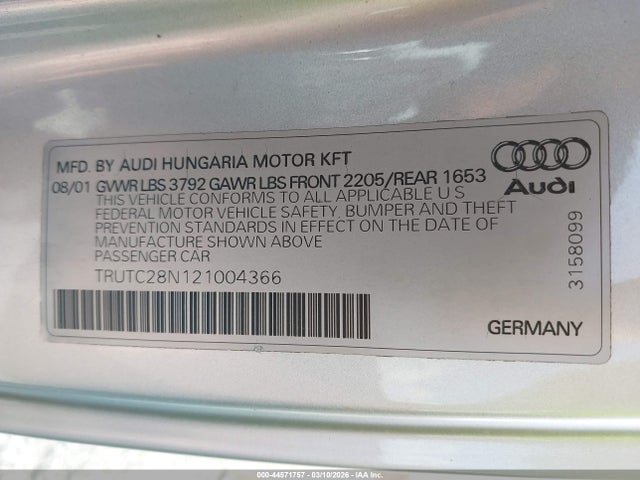 MFD. BY AUDI HUNGARIA MOTOR KFT
08/01 GVWR LBS 3792 GAWR LBS FRONT 2205/REAR 1653
THIS VEHICLE CONFORMS TO ALL APPLICABLE U S
FEDERAL MOTOR VEHICLE SAFETY, BUMPER AND THEFT
PREVENTION STANDARDS IN EFFECT ON THE DATE OF
MANUFACTURE SHOWN ABOVE
PASSENGER CAR
TRUTC28N121004366
Audi
3158099
GERMANY
000-44571757 - 03/10/2026 - IAA Inc.